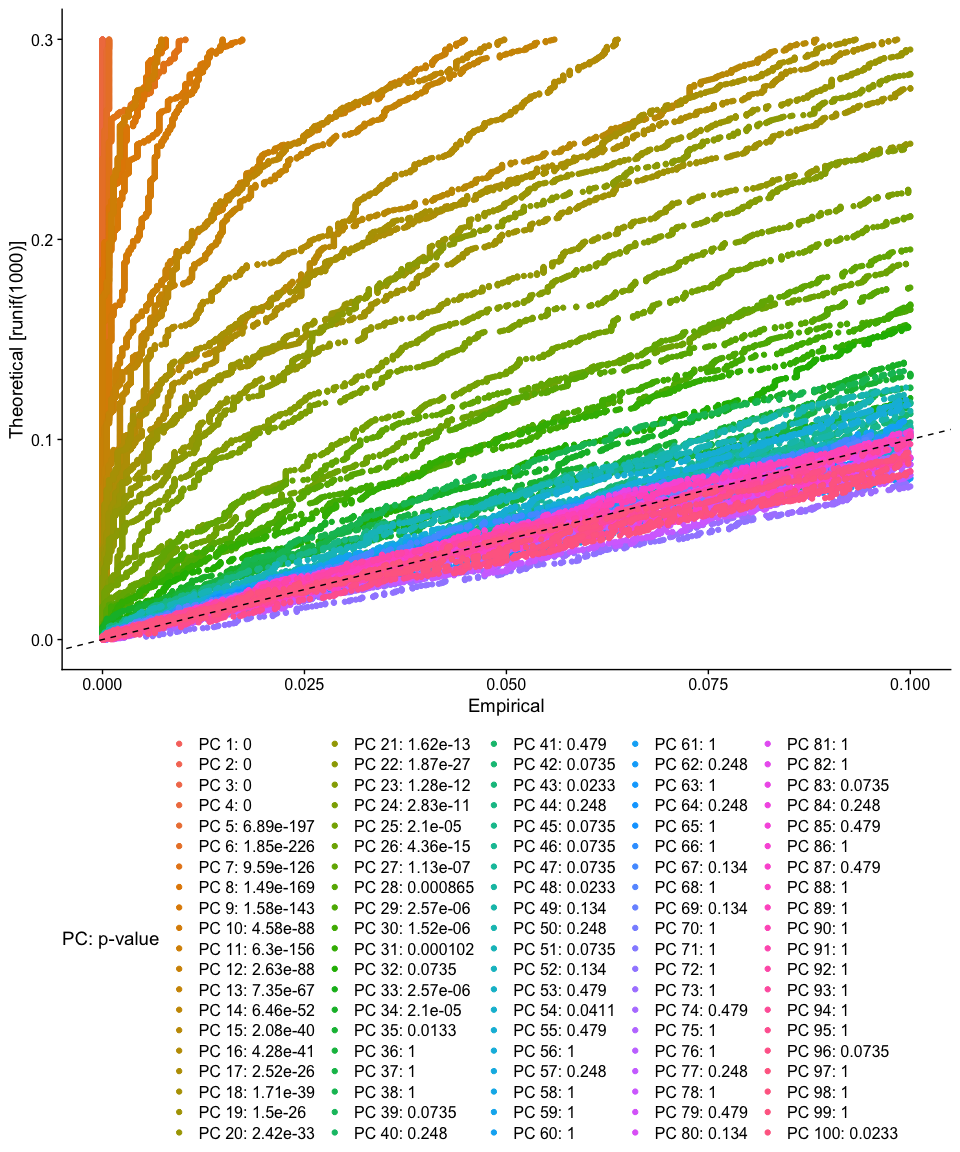 0.3
0.2
0.1
0.0
Theoretical [runif(1000)]
0.000 0.025 0.050 0.075 0.100
Empirical
PC: p-value
PC 1: 0
PC 2: 0
PC 3: 0
PC 4: 0
PC 5: 6.89e-197
PC 6: 1.85e-226
PC 7: 9.59e-126
PC 8: 1.49e-169
PC 9: 1.58e-143
PC 10: 4.58e-88
PC 11: 6.3e-156
PC 12: 2.63e-88
PC 13: 7.35e-67
PC 14: 6.46e-52
PC 15: 2.08e-40
PC 16: 4.28e-41
PC 17: 2.52e-26
PC 18: 1.71e-39
PC 19: 1.5e-26
PC 20: 2.42e-33
PC 21: 1.62e-13
PC 22: 1.87e-27
PC 23: 1.28e-12
PC 24: 2.83e-11
PC 25: 2.1e-05
PC 26: 4.36e-15
PC 27: 1.13e-07
PC 28: 0.000865
PC 29: 2.57e-06
PC 30: 1.52e-06
PC 31: 0.000102
PC 32: 0.0735
PC 33: 2.57e-06
PC 34: 2.1e-05
PC 35: 0.0133
PC 36: 1
PC 37: 1
PC 38: 1
PC 39: 0.0735
PC 40: 0.248
PC 41: 0.479
PC 42: 0.0735
PC 43: 0.0233
PC 44: 0.248
PC 45: 0.0735
PC 46: 0.0735
PC 47: 0.0735
PC 48: 0.0233
PC 49: 0.134
PC 50: 0.248
PC 51: 0.0735
PC 52: 0.134
PC 53: 0.479
PC 54: 0.0411
PC 55: 0.479
PC 56: 1
PC 57: 0.248
PC 58: 1
PC 59: 1
PC 60: 1
PC 61: 1
PC 62: 0.248
PC 63: 1
PC 64: 0.248
PC 65: 1
PC 66: 1
PC 67: 0.134
PC 68: 1
PC 69: 0.134
PC 70: 1
PC 71: 1
PC 72: 1
PC 73: 1
PC 74: 0.479
PC 75: 1
PC 76: 1
PC 77: 0.248
PC 78: 1
PC 79: 0.479
PC 80: 0.134
PC 81: 1
PC 82: 1
PC 83: 0.0735
PC 84: 0.248
PC 85: 0.479
PC 86: 1
PC 87: 0.479
PC 88: 1
PC 89: 1
PC 90: 1
PC 91: 1
PC 92: 1
PC 93: 1
PC 94: 1
PC 95: 1
PC 96: 0.0735
PC 97: 1
PC 98: 1
PC 99: 1
PC 100: 0.0233